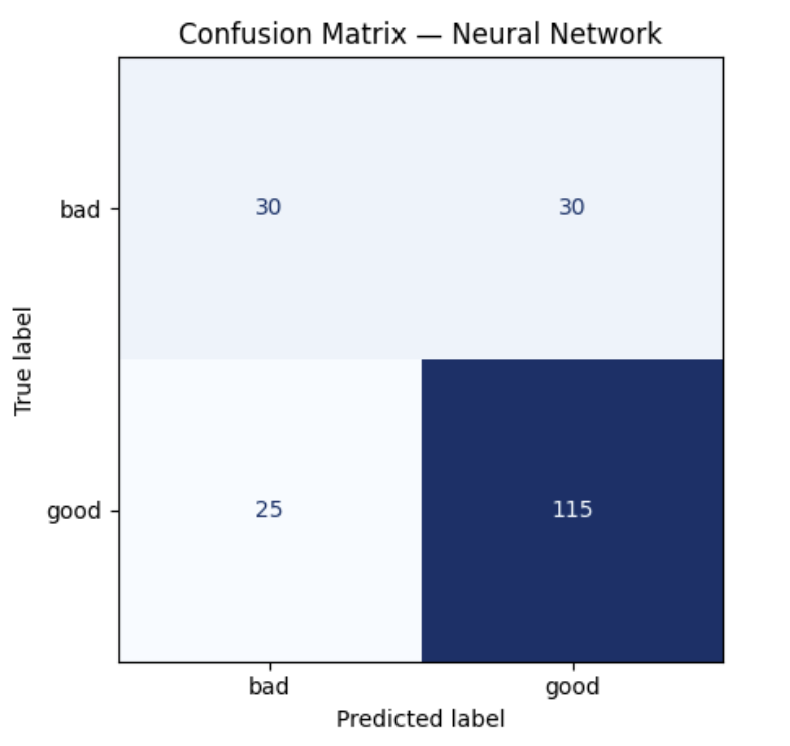 Confusion Matrix — Neural Network
bad
30
30
True label
good
25
115
bad
good
Predicted label